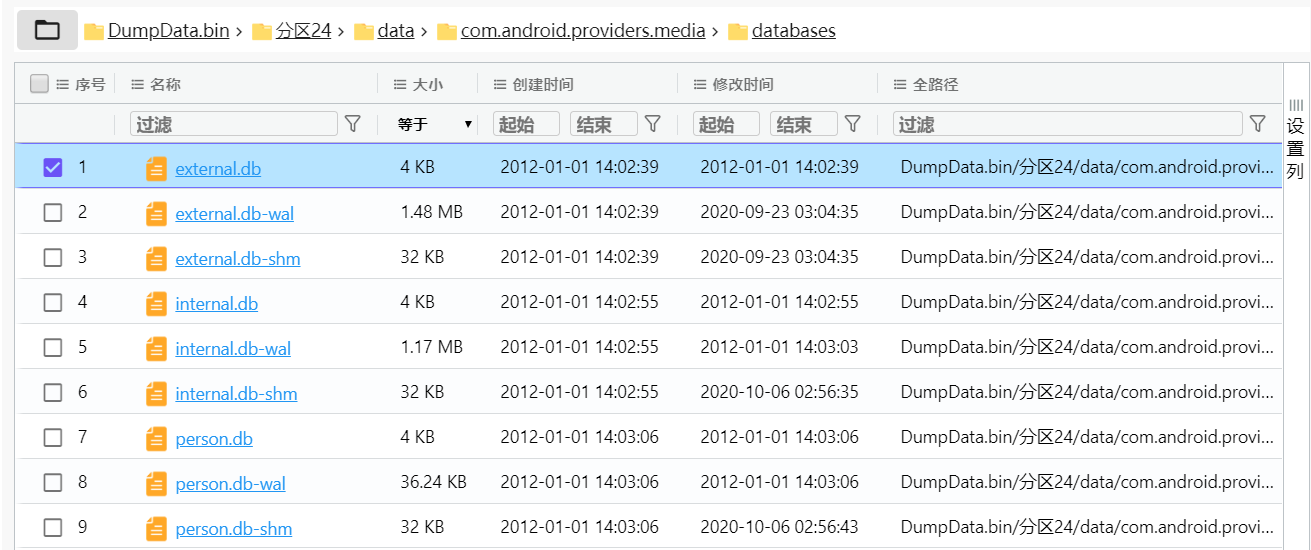 DumpData.bin > 分区24 > data > com.android.providers.media > databases
序号 名称 大小 创建时间 修改时间 全路径
过滤 等于 起始 结束 起始 结束 过滤
设置列
1 external.db 4 KB 2012-01-01 14:02:39 2012-01-01 14:02:39 DumpData.bin/分区24/data/com.android.provi...
2 external.db-wal 1.48 MB 2012-01-01 14:02:39 2020-09-23 03:04:35 DumpData.bin/分区24/data/com.android.provi...
3 external.db-shm 32 KB 2012-01-01 14:02:39 2020-09-23 03:04:35 DumpData.bin/分区24/data/com.android.provi...
4 internal.db 4 KB 2012-01-01 14:02:55 2012-01-01 14:02:55 DumpData.bin/分区24/data/com.android.provi...
5 internal.db-wal 1.17 MB 2012-01-01 14:02:55 2012-01-01 14:03:03 DumpData.bin/分区24/data/com.android.provi...
6 internal.db-shm 32 KB 2012-01-01 14:02:55 2020-10-06 02:56:35 DumpData.bin/分区24/data/com.android.provi...
7 person.db 4 KB 2012-01-01 14:03:06 2012-01-01 14:03:06 DumpData.bin/分区24/data/com.android.provi...
8 person.db-wal 36.24 KB 2012-01-01 14:03:06 2012-01-01 14:03:06 DumpData.bin/分区24/data/com.android.provi...
9 person.db-shm 32 KB 2012-01-01 14:03:06 2020-10-06 02:56:43 DumpData.bin/分区24/data/com.android.provi...